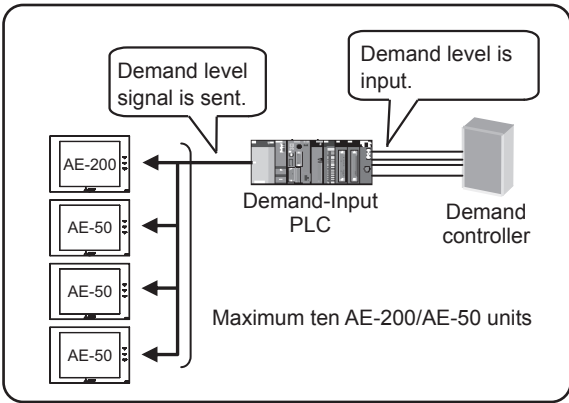 Demand level
signal is sent.
Demand level is
input.
AE-200
AE-50
AE-50
AE-50
Demand-Input
PLC
Demand
controller
Maximum ten AE-200/AE-50 units